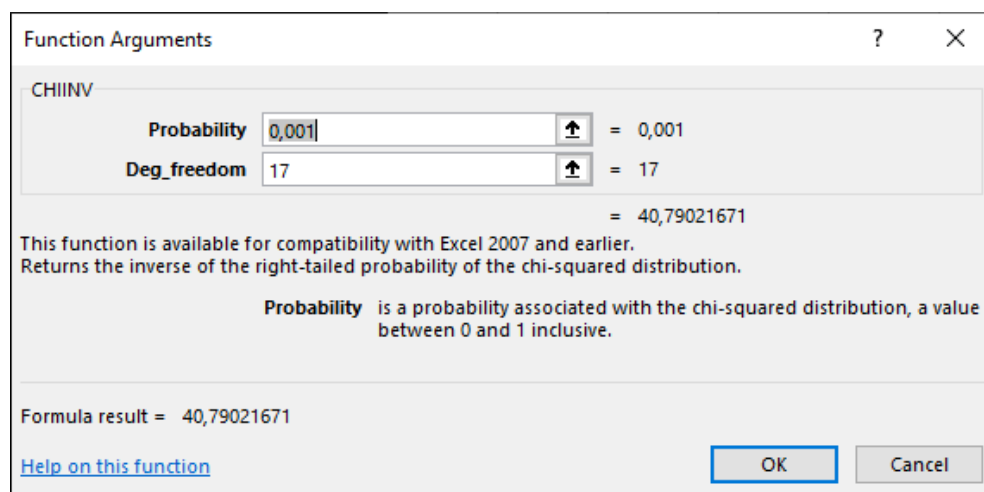 Function Arguments ? ×
CHIINV
Probability 0,001 = 0,001
Deg_freedom 17 = 17
= 40,79021671
This function is available for compatibility with Excel 2007 and earlier.
Returns the inverse of the right-tailed probability of the chi-squared distribution.
Probability is a probability associated with the chi-squared distribution, a value
between 0 and 1 inclusive.
Formula result = 40,79021671
Help on this function OK Cancel